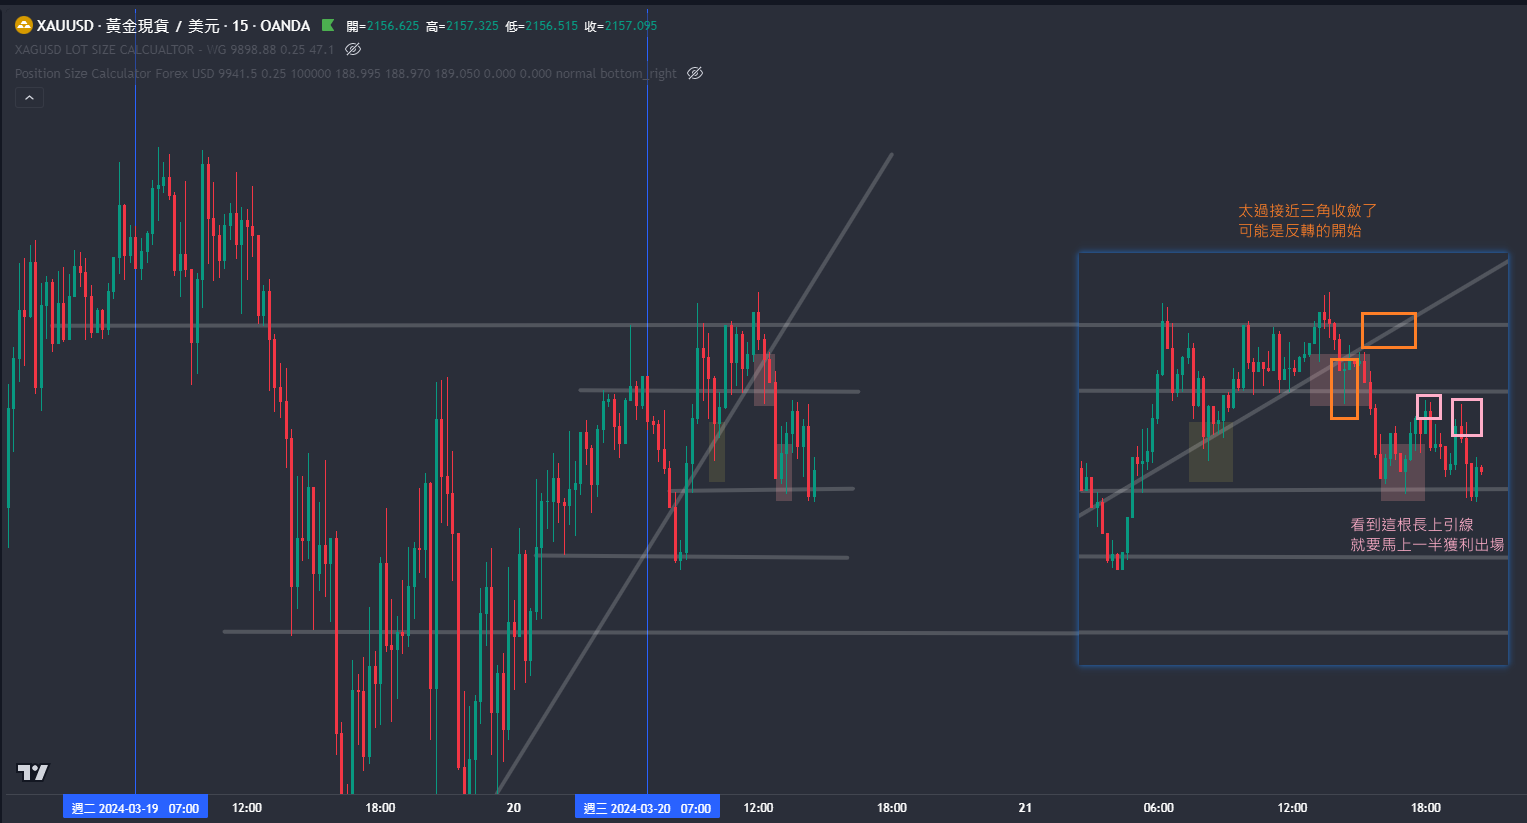 XAUUSD · 黃金現貨 / 美元 · 15 · OANDA 開=2156.625 高=2157.325 低=2156.515 收=2157.095
XAGUSD LOT SIZE CALCUALTOR - WG 9898.88 0.25 47.1
Position Size Calculator Forex USD 9941.5 0.25 100000 188.995 188.970 189.050 0.000 0.000 normal bottom_right
太過接近三角收斂了
可能是反轉的開始
看到這根長上引線
就要馬上一半獲利出場
週二 2024-03-19 07:00 12:00 18:00 20 週三 2024-03-20 07:00 12:00 18:00 21 06:00 12:00 18:00